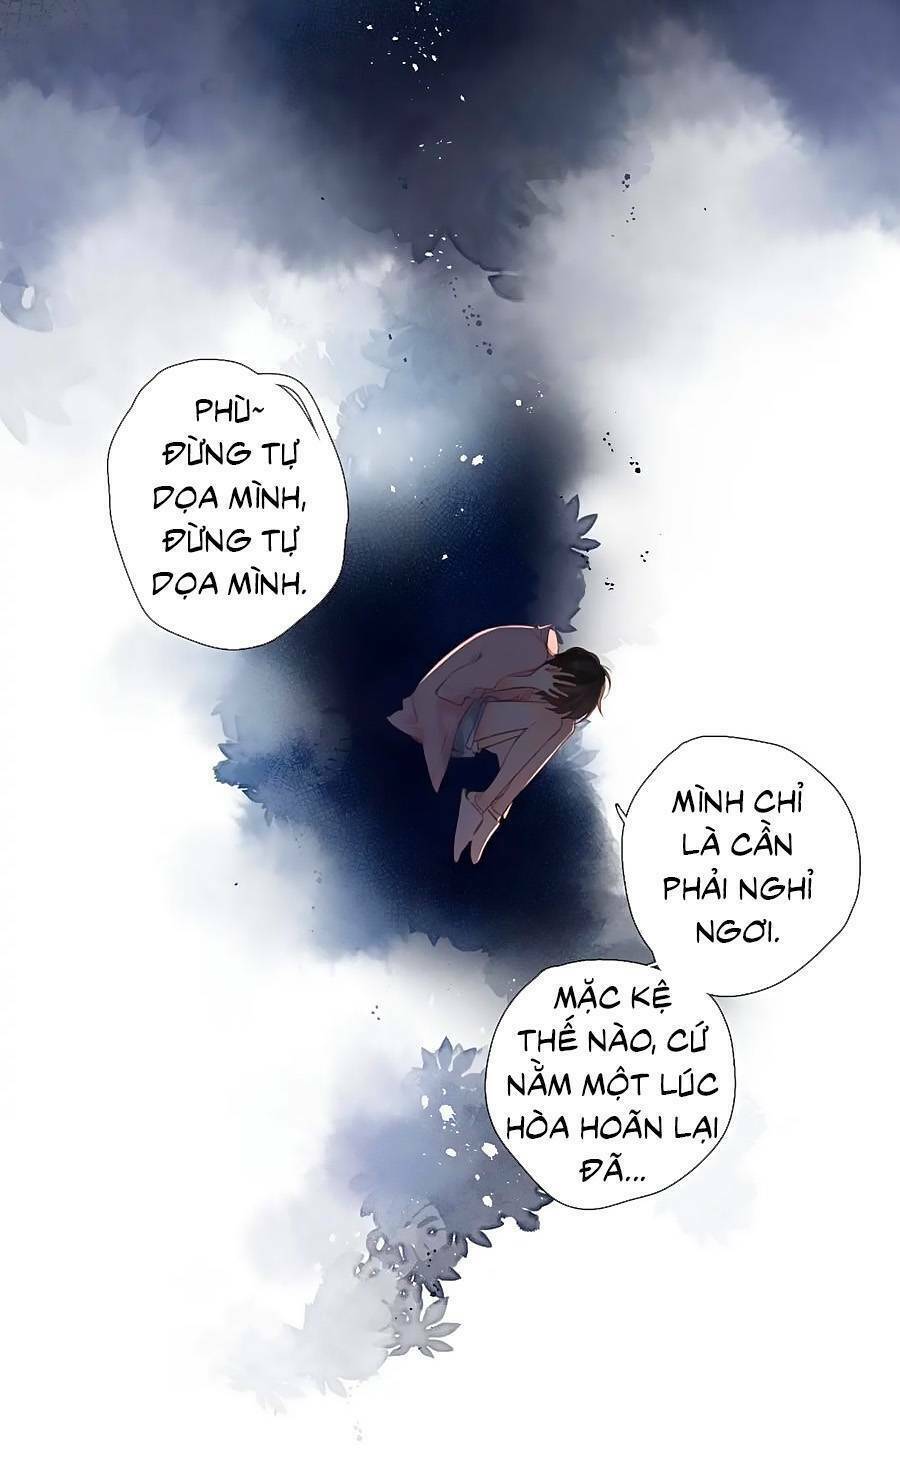 PHÙ~
ĐỪNG TỰ
DỌA MÌNH,
ĐỪNG TỰ
DỌA MÌNH.
MÌNH CHỈ
LÀ CẦN
PHẢI NGHỈ
NGƠI.
MẶC KỆ
THẾ NÀO, CỨ
NẰM MỘT LÚC
HÒA HOÃN LẠI
ĐÃ...